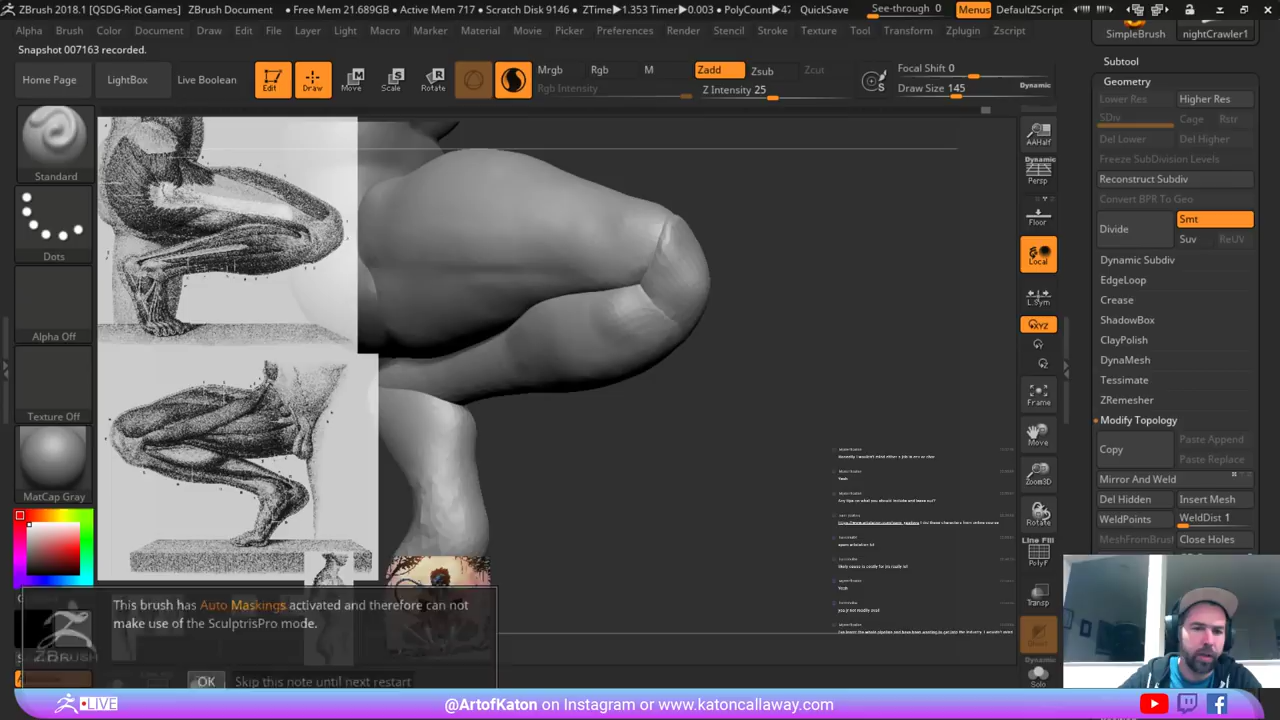 ZBrush 2018.1 [QSDG-Riot Games] ZBrush Document • Free Mem 21.689GB • Active Mem 717 • Scratch Disk 9146 • ZTime▶1.353 Timer▶0.003 • PolyCount▶4 QuickSave See-through 0 Menus DefaultZScript
Alpha Brush Color Document Draw Edit File Layer Light Macro Marker Material Movie Picker Preferences Render Stencil Stroke Texture Tool Transform Zplugin Zscript
SimpleBrush nightCrawler1
Snapshot 007163 recorded.
Home Page LightBox Live Boolean Edit Draw Move Scale Rotate
Mrgb Rgb M Zadd Zsub Zcut
Rgb Intensity Z Intensity 25
Focal Shift 0
Draw Size 145 Dynamic
Subtool
Geometry
Lower Res Higher Res
SDiv Cage Rstr
Del Lower Del Higher
Freeze SubDivision Levels
Reconstruct Subdiv
Convert BPR To Geo
Divide Smt
Suv ReUV
Dynamic Subdiv
EdgeLoop
Crease
ShadowBox
ClayPolish
DynaMesh
Tessimate
ZRemesher
Modify Topology
Copy Paste Append
Paste Replace
Mirror And Weld
Del Hidden Insert Mesh
WeldPoints WeldDist 1
MeshFromBrush Close Holes
Standard
Dots
Alpha Off
Texture Off
MatCap Gray
AAHalf
Dynamic
Persp
Floor
Local
L.Sym
XYZ
Frame
Move
Zoom3D
Rotate
Line Fill
PolyF
Transp
Dynamic
Solo
This brush has Auto Maskings activated and therefore can not
make use of the SculptrisPro mode.
OK Skip this note until next restart
ZBRUSH
LIVE
@ArtofKaton on Instagram or www.katoncallaway.com